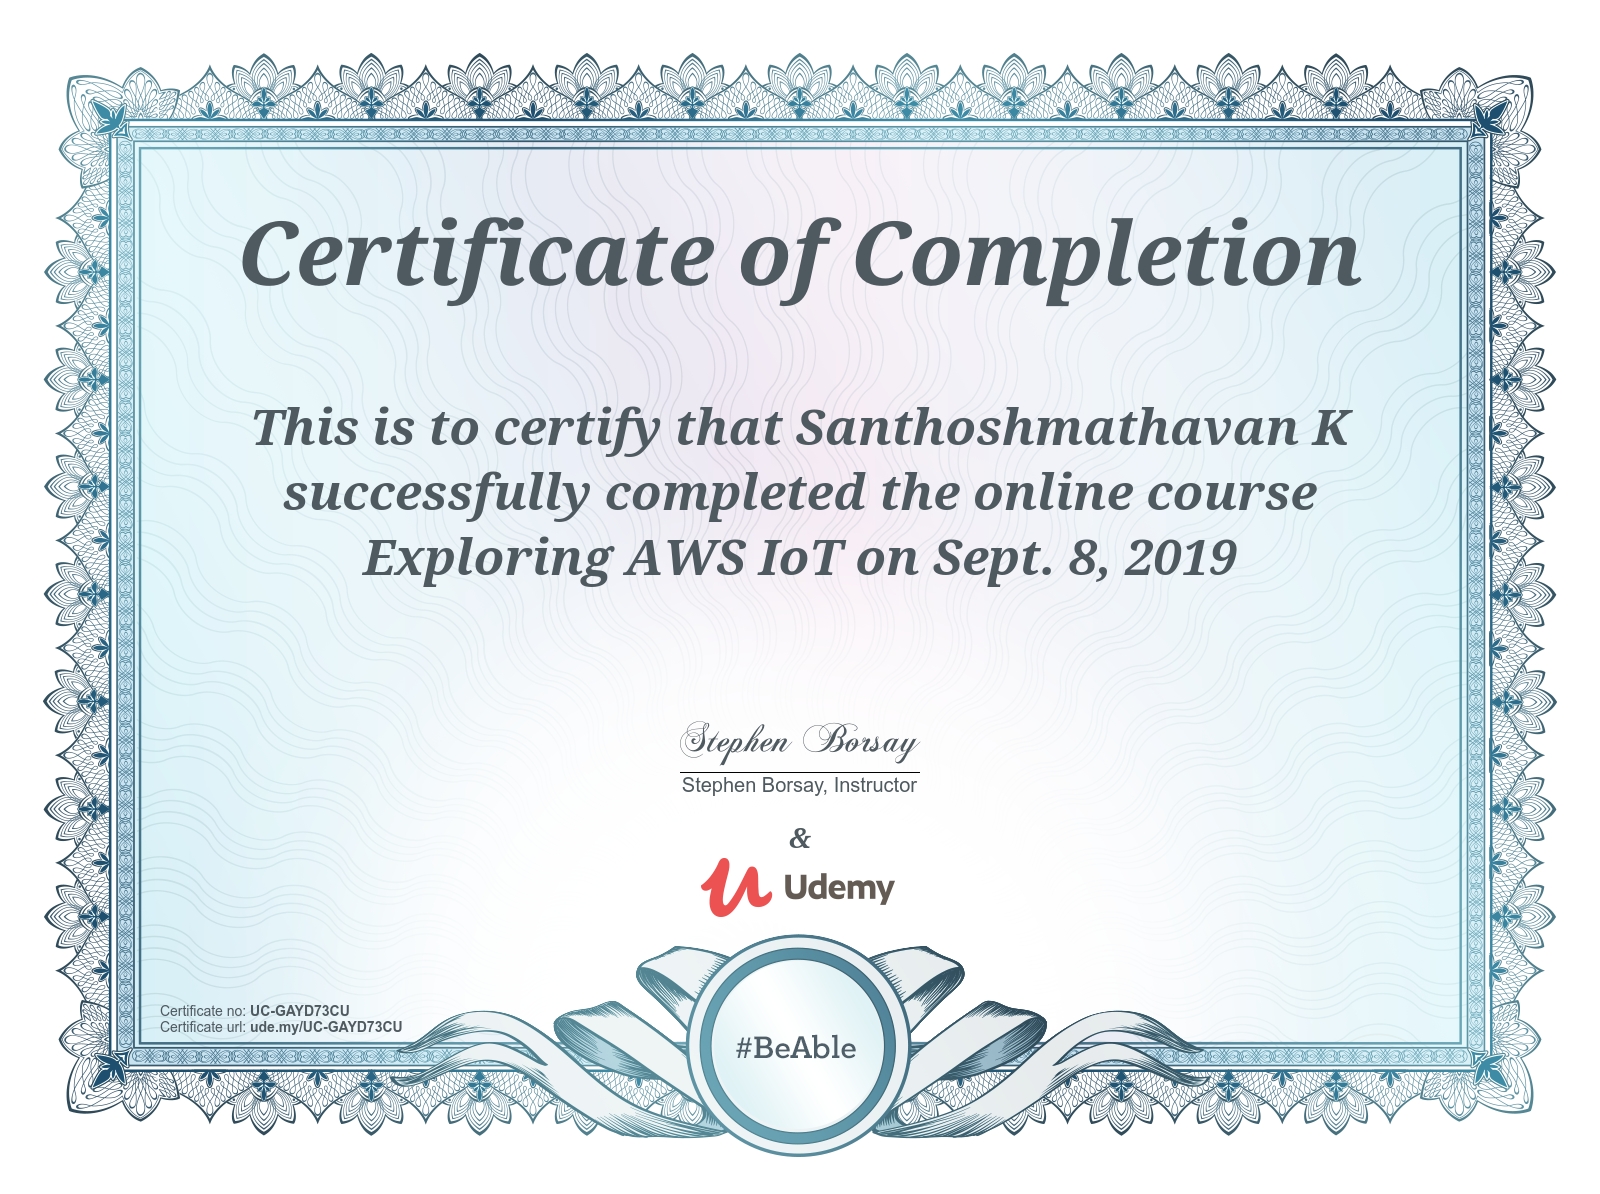 Certificate of Completion
This is to certify that Santhoshmathavan K
successfully completed the online course
Exploring AWS IoT on Sept. 8, 2019
Stephen Borsay
Stephen Borsay, Instructor
&
Udemy
Certificate no: UC-GAYD73CU
Certificate url: ude.my/UC-GAYD73CU
#BeAble